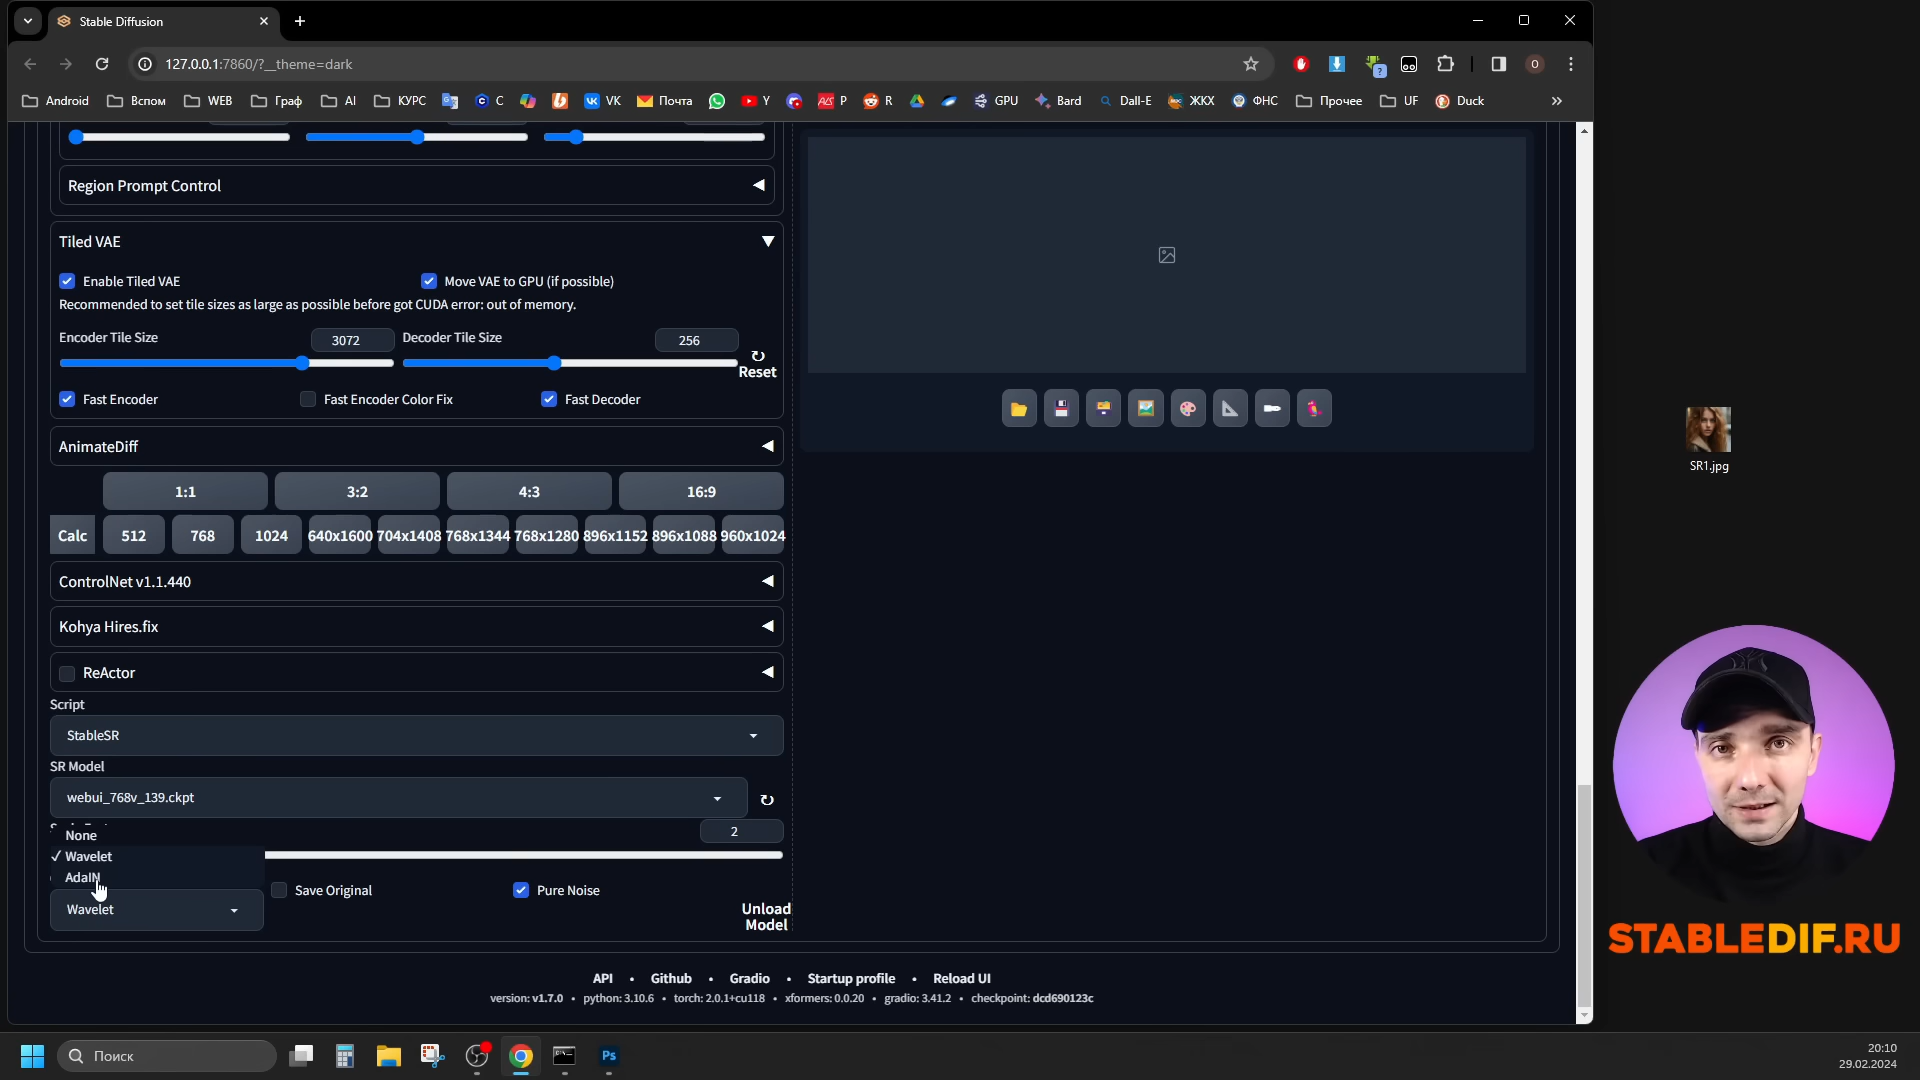 Stable Diffusion
127.0.0.1:7860/?__theme=dark
Android Вспом WEB Граф AI КУРС C VK Почта Y P R GPU Bard Dall-E ЖКХ ФНС Прочее UF Duck
Region Prompt Control
Tiled VAE
Enable Tiled VAE Move VAE to GPU (if possible)
Recommended to set tile sizes as large as possible before got CUDA error: out of memory.
Encoder Tile Size 3072 Decoder Tile Size 256
Reset
Fast Encoder Fast Encoder Color Fix Fast Decoder
AnimateDiff
1:1 3:2 4:3 16:9
Calc 512 768 1024 640x1600 704x1408 768x1344 768x1280 896x1152 896x1088 960x1024
ControlNet v1.1.440
Kohya Hires.fix
ReActor
Script
StableSR
SR Model
webui_768v_139.ckpt
2
None
Wavelet
AdaIN
Save Original Pure Noise
Wavelet
Unload
Model
API • Github • Gradio • Startup profile • Reload UI
version: v1.7.0 • python: 3.10.6 • torch: 2.0.1+cu118 • xformers: 0.0.20 • gradio: 3.41.2 • checkpoint: dcd690123c
SR1.jpg
STABLEDIF.RU
Поиск
Ps
20:10
29.02.2024